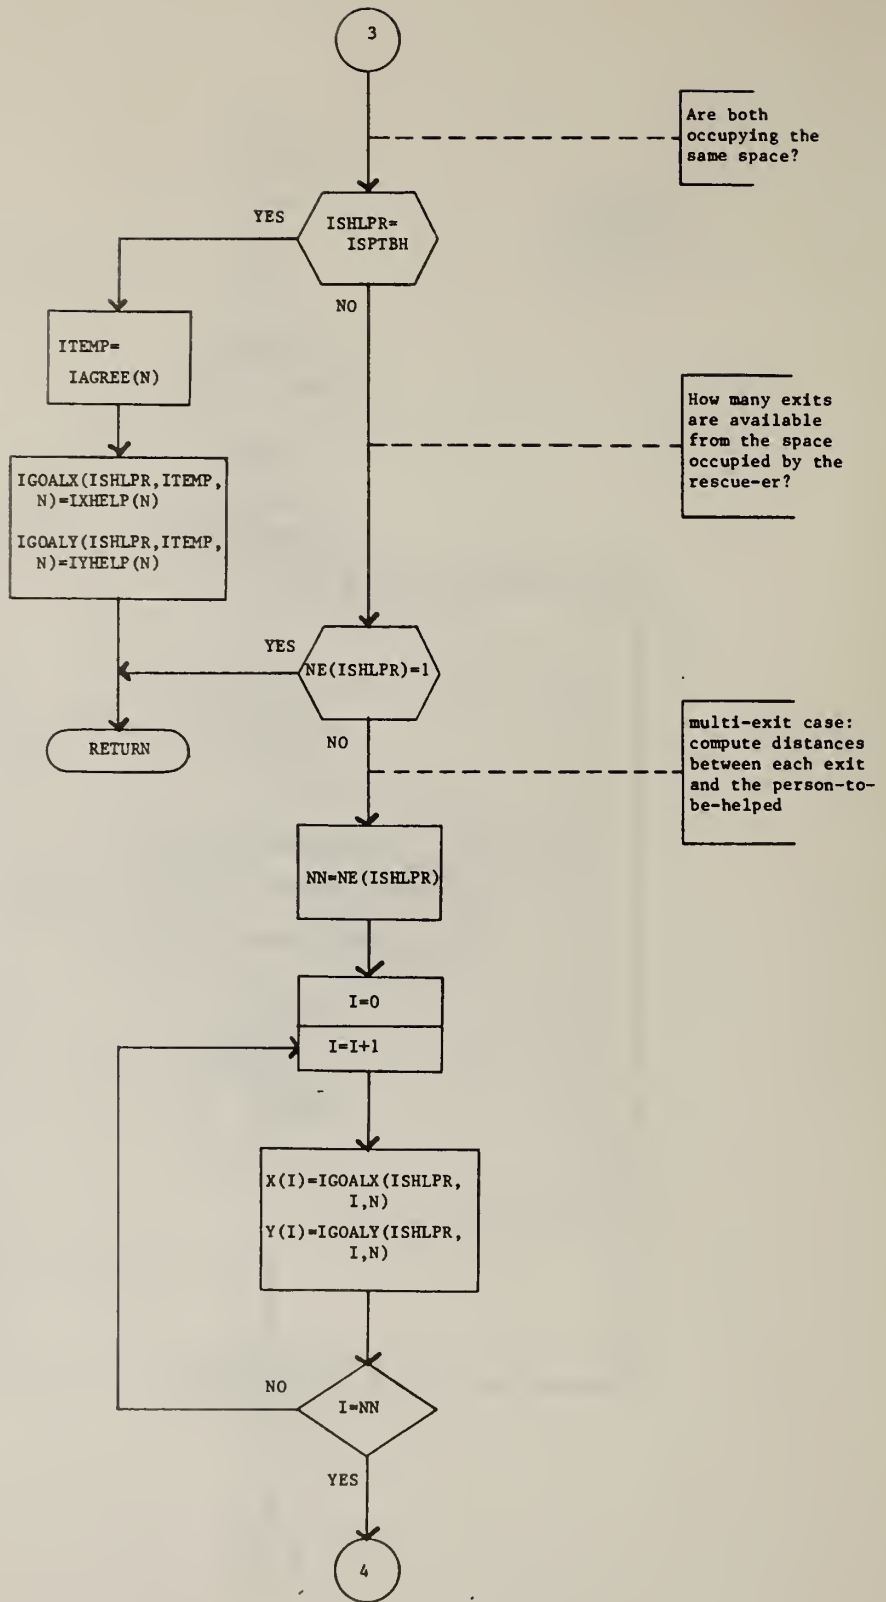 3
Are both
occupying the
same space?
YES
ISHLPR=
ISPTBH
NO
ITEMP=
IAGREE(N)
How many exits
are available
from the space
occupied by the
rescue-er?
IGOALX(ISHLPR,ITEMP,
N)=IXHELP(N)
IGOALY(ISHLPR,ITEMP,
N)=IYHELP(N)
YES
NE(ISHLPR)=1
NO
RETURN
multi-exit case:
compute distances
between each exit
and the person-to-
be-helped
NN=NE(ISHLPR)
I=0
I=I+1
X(I)=IGOALX(ISHLPR,
I,N)
Y(I)=IGOALY(ISHLPR,
I,N)
NO
I=NN
YES
4